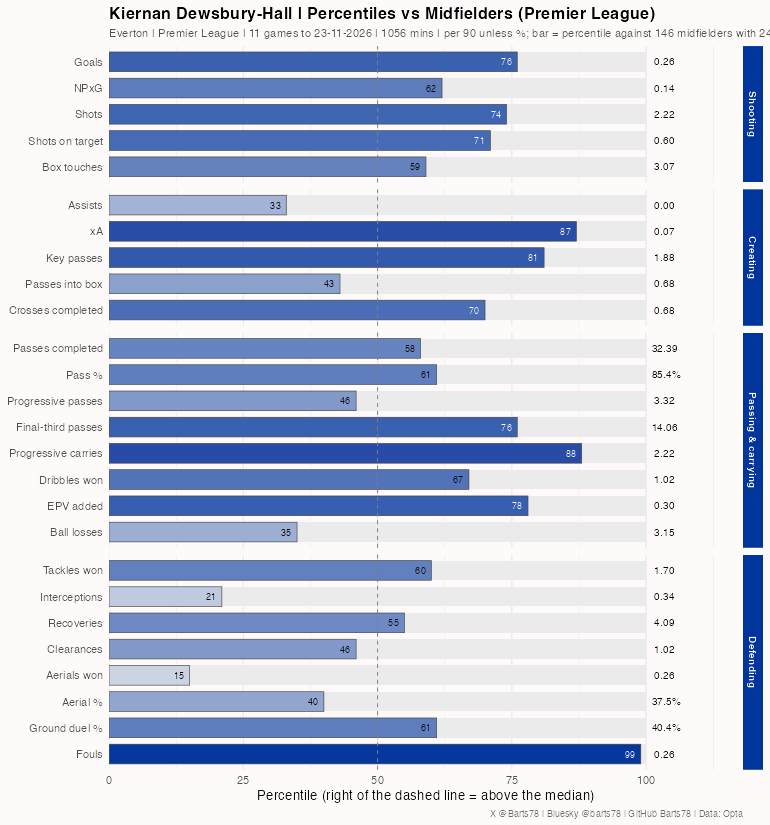 Kiernan Dewsbury-Hall | Percentiles vs Midfielders (Premier League)
Everton | Premier League | 11 games to 23-11-2026 | 1056 mins | per 90 unless %; bar = percentile against 146 midfielders with 24
Shooting
Goals 76 0.26
NPxG 62 0.14
Shots 74 2.22
Shots on target 71 0.60
Box touches 59 3.07
Creating
Assists 33 0.00
xA 87 0.07
Key passes 81 1.88
Passes into box 43 0.68
Crosses completed 70 0.68
Passing & carrying
Passes completed 58 32.39
Pass % 61 85.4%
Progressive passes 46 3.32
Final-third passes 76 14.06
Progressive carries 88 2.22
Dribbles won 67 1.02
EPV added 78 0.30
Ball losses 35 3.15
Defending
Tackles won 60 1.70
Interceptions 21 0.34
Recoveries 55 4.09
Clearances 46 1.02
Aerials won 15 0.26
Aerial % 40 37.5%
Ground duel % 61 40.4%
Fouls 99 0.26
0 25 50 75 100
Percentile (right of the dashed line = above the median)
X @Barts78 | Bluesky @barts78 | GitHub Barts78 | Data: Opta